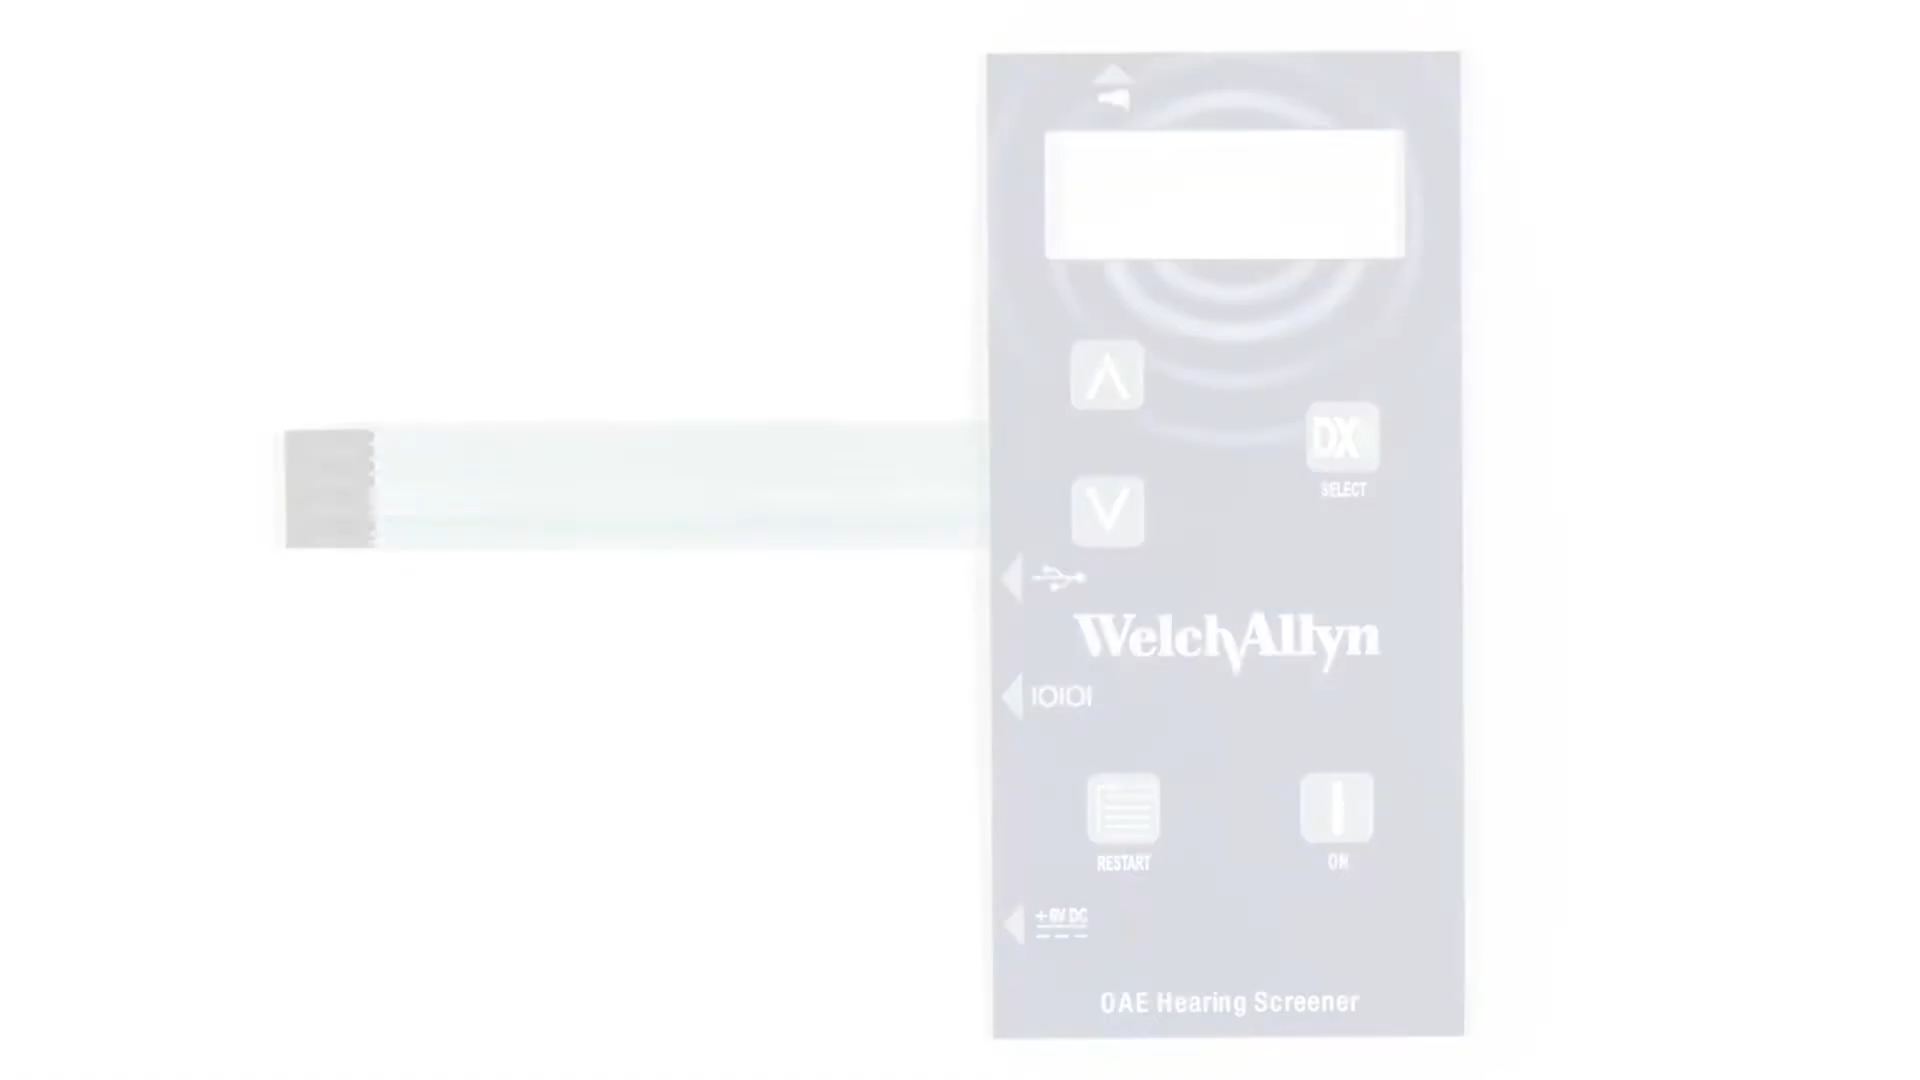 DX
SELECT
WelchAllyn
IOIOI
RESTART
ON
+6V DC
OAE Hearing Screener